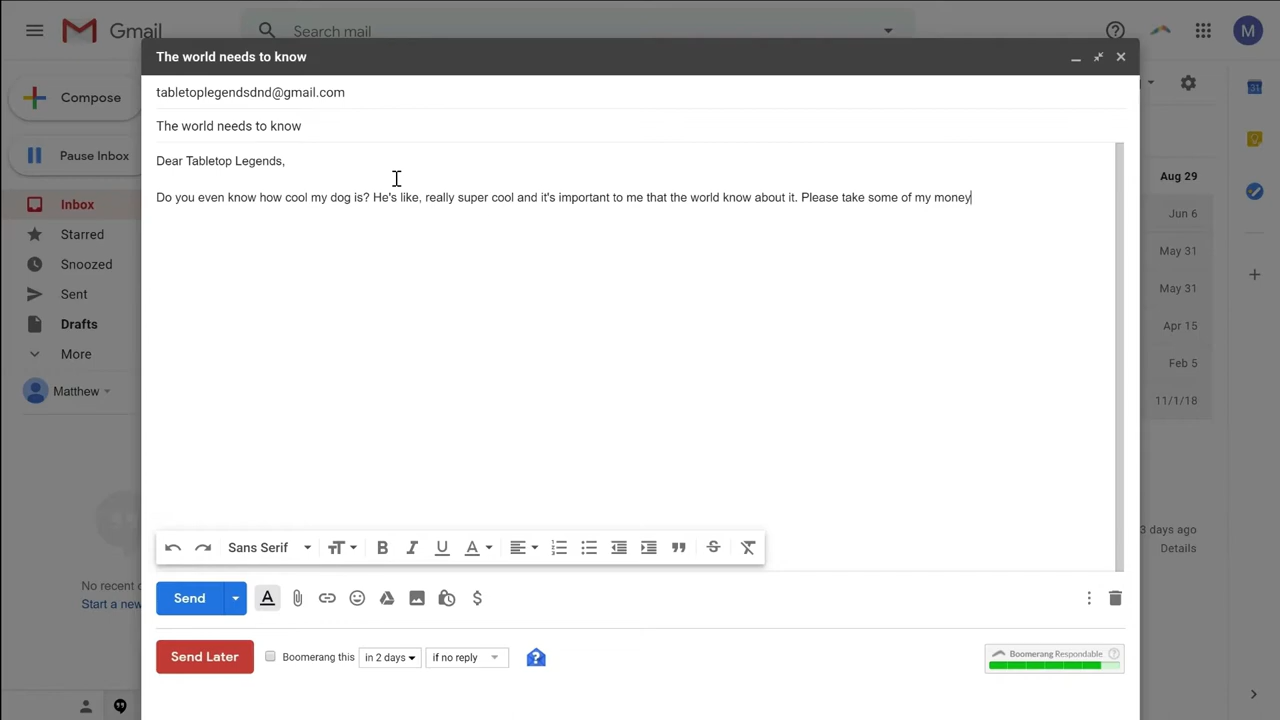 Gmail
Search mail
M
The world needs to know
tabletoplegendsdnd@gmail.com
The world needs to know
Dear Tabletop Legends,
Do you even know how cool my dog is? He's like, really super cool and it's important to me that the world know about it. Please take some of my money
Compose
Pause Inbox
Inbox
Starred
Snoozed
Sent
Drafts
More
Matthew
Aug 29
Jun 6
May 31
May 31
Apr 15
Feb 5
11/1/18
3 days ago
Details
No recent
Start a new
Sans Serif
Send
Send Later
Boomerang this
in 2 days
if no reply
Boomerang Respondable